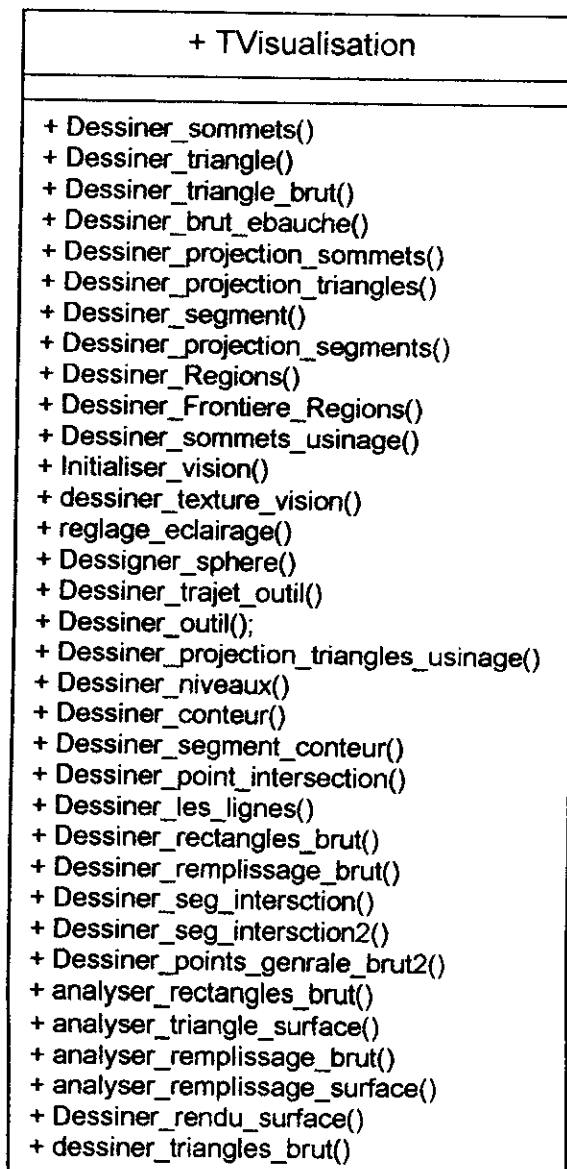 + TVisualisation
+ Dessiner_sommets()
+ Dessiner_triangle()
+ Dessiner_triangle_brut()
+ Dessiner_brut_ebauche()
+ Dessiner_projection_sommets()
+ Dessiner_projection_triangles()
+ Dessiner_segment()
+ Dessiner_projection_segments()
+ Dessiner_Regions()
+ Dessiner_Frontiere_Regions()
+ Dessiner_sommets_usinage()
+ Initialiser_vision()
+ dessiner_texture_vision()
+ reglage_eclairage()
+ Dessigner_sphere()
+ Dessiner_trajet_outil()
+ Dessiner_outil();
+ Dessiner_projection_triangles_usinage()
+ Dessiner_niveaux()
+ Dessiner_conteur()
+ Dessiner_segment_conteur()
+ Dessiner_point_intersection()
+ Dessiner_les_lignes()
+ Dessiner_rectangles_brut()
+ Dessiner_remplissage_brut()
+ Dessiner_seg_intersction()
+ Dessiner_seg_intersction2()
+ Dessiner_points_genrale_brut2()
+ analyser_rectangles_brut()
+ analyser_triangle_surface()
+ analyser_remplissage_brut()
+ analyser_remplissage_surface()
+ Dessiner_rendu_surface()
+ dessiner_triangles_brut()